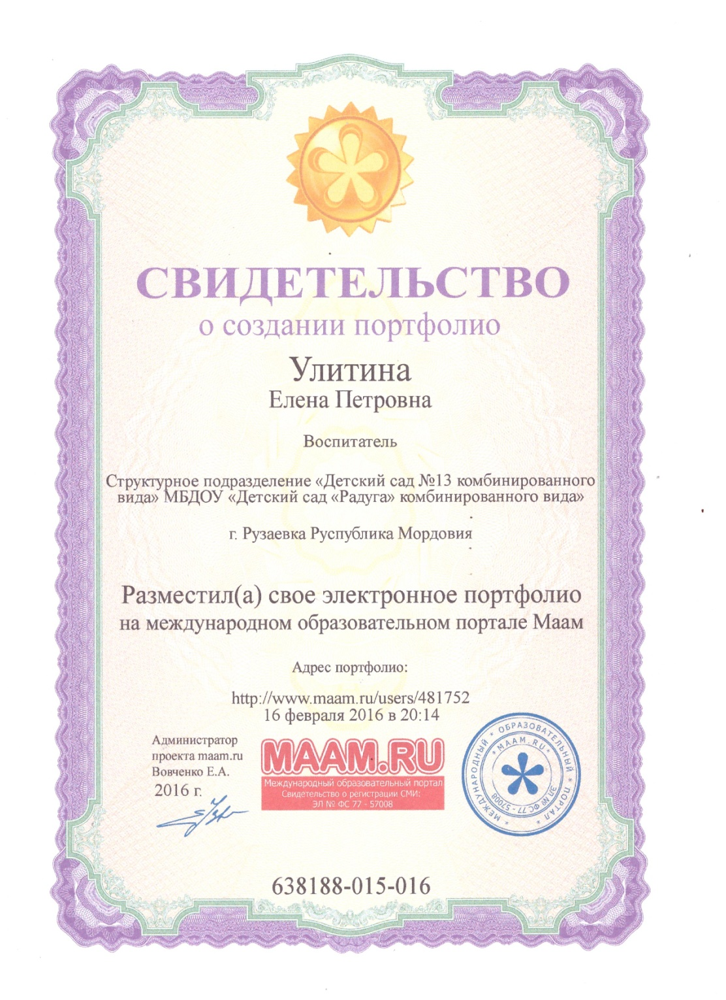 СВИДЕТЕЛЬСТВО
о создании портфолио
Улитина
Елена Петровна
Воспитатель
Структурное подразделение «Детский сад №13 комбинированного
вида» МБДОУ «Детский сад «Радуга» комбинированного вида»
г. Рузаевка Руспублика Мордовия
Разместил(а) свое электронное портфолио
на международном образовательном портале Маам
Адрес портфолио:
http://www.maam.ru/users/481752
16 февраля 2016 в 20:14
Администратор
проекта maam.ru
Вовченко Е.А.
2016 г.
MAAM.RU
Международный образовательный портал
Свидетельство о регистрации СМИ:
ЭЛ № ФС 77 - 57008
* МЕЖДУНАРОДНЫЙ * ОБРАЗОВАТЕЛЬНЫЙ * ПОРТАЛ *
* MAAM.RU *
ЭЛ № ФС 77 - 57008
638188-015-016